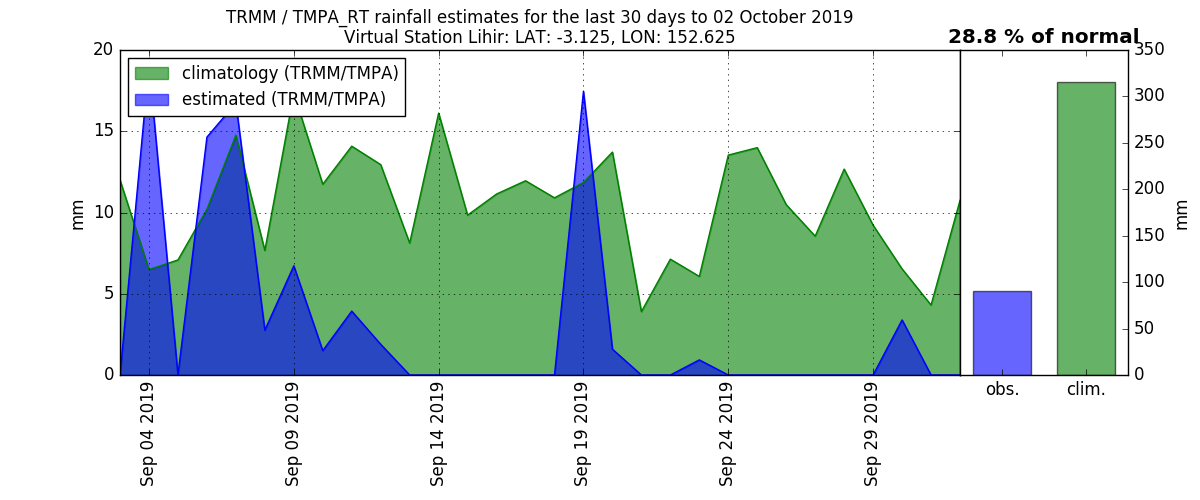 TRMM / TMPA_RT rainfall estimates for the last 30 days to 02 October 2019
Virtual Station Lihir: LAT: -3.125, LON: 152.625
28.8 % of normal
climatology (TRMM/TMPA)
estimated (TRMM/TMPA)
20
15
10
5
0
mm
350
300
250
200
150
100
50
0
mm
obs.
clim.
Sep 04 2019
Sep 09 2019
Sep 14 2019
Sep 19 2019
Sep 24 2019
Sep 29 2019